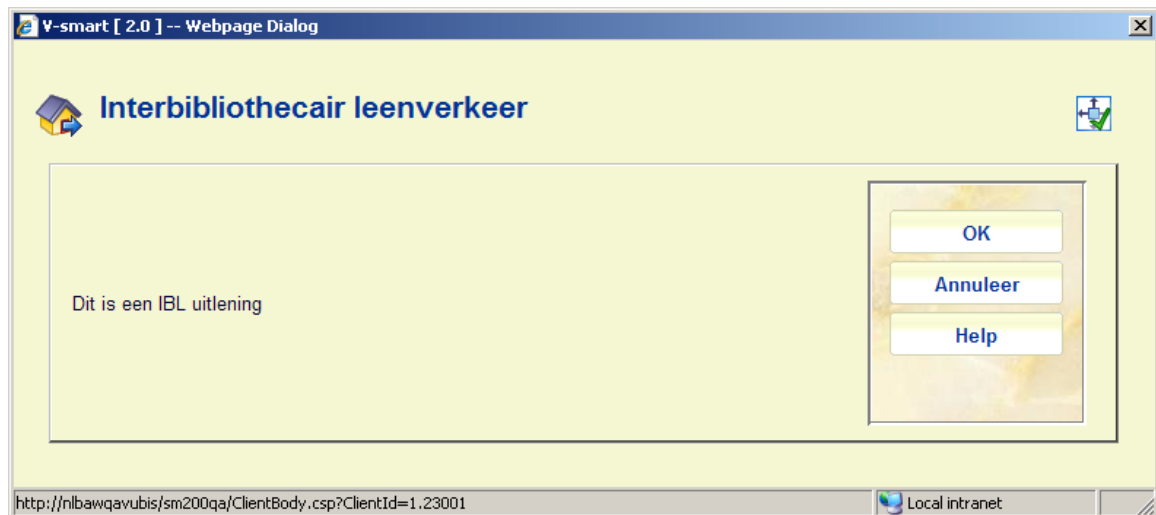 V-smart [ 2.0 ] -- Webpage Dialog
Interbibliothecair leenverkeer
OK
Annuleer
Dit is een IBL uitlening
Help
http://nlbawqavubis/sm200qa/ClientBody.csp?ClientId=1.23001
Local intranet